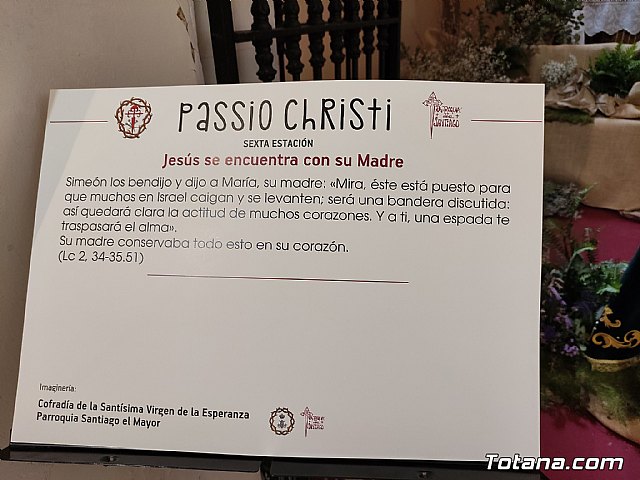 PASSIO CHRISTI
PARROQUIA
SANTIAGO
SEXTA ESTACIÓN
Jesús se encuentra con su Madre
Simeón los bendijo y dijo a María, su madre: «Mira, éste está puesto para
que muchos en Israel caigan y se levanten; será una bandera discutida:
así quedará clara la actitud de muchos corazones. Y a ti, una espada te
traspasará el alma».
Su madre conservaba todo esto en su corazón.
(Lc 2, 34-35.51)
Imaginería:
Cofradía de la Santísima Virgen de la Esperanza
Parroquia Santiago el Mayor
Totana.com